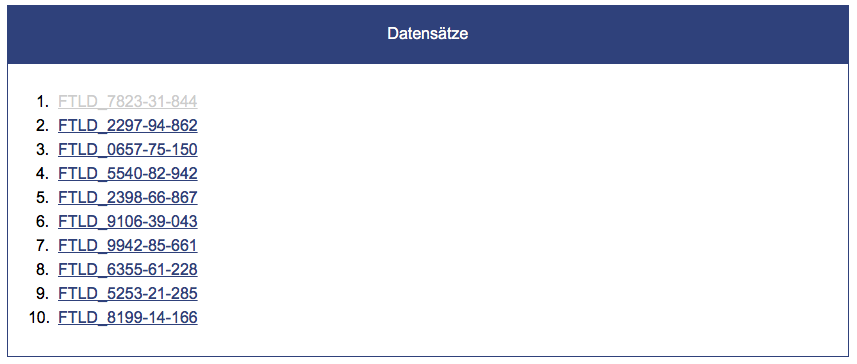 Datensätze
1. FTLD_7823-31-844
2. FTLD_2297-94-862
3. FTLD_0657-75-150
4. FTLD_5540-82-942
5. FTLD_2398-66-867
6. FTLD_9106-39-043
7. FTLD_9942-85-661
8. FTLD_6355-61-228
9. FTLD_5253-21-285
10. FTLD_8199-14-166